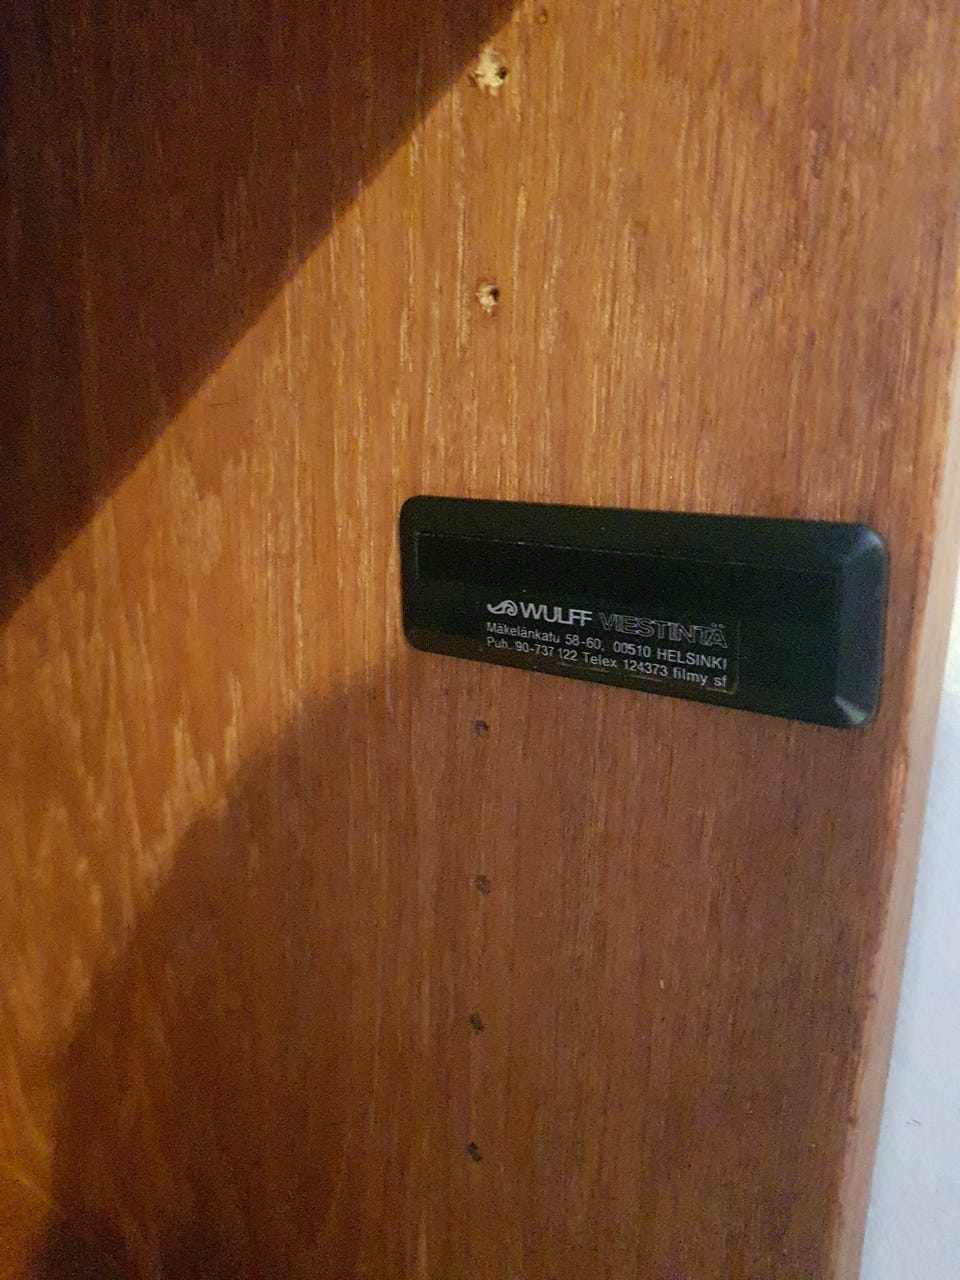 WULFF VIESTINTÄ
Mäkelänkatu 58-60, 00510 HELSINKI
Puh. 90-737 122 Telex 124373 filmy sf